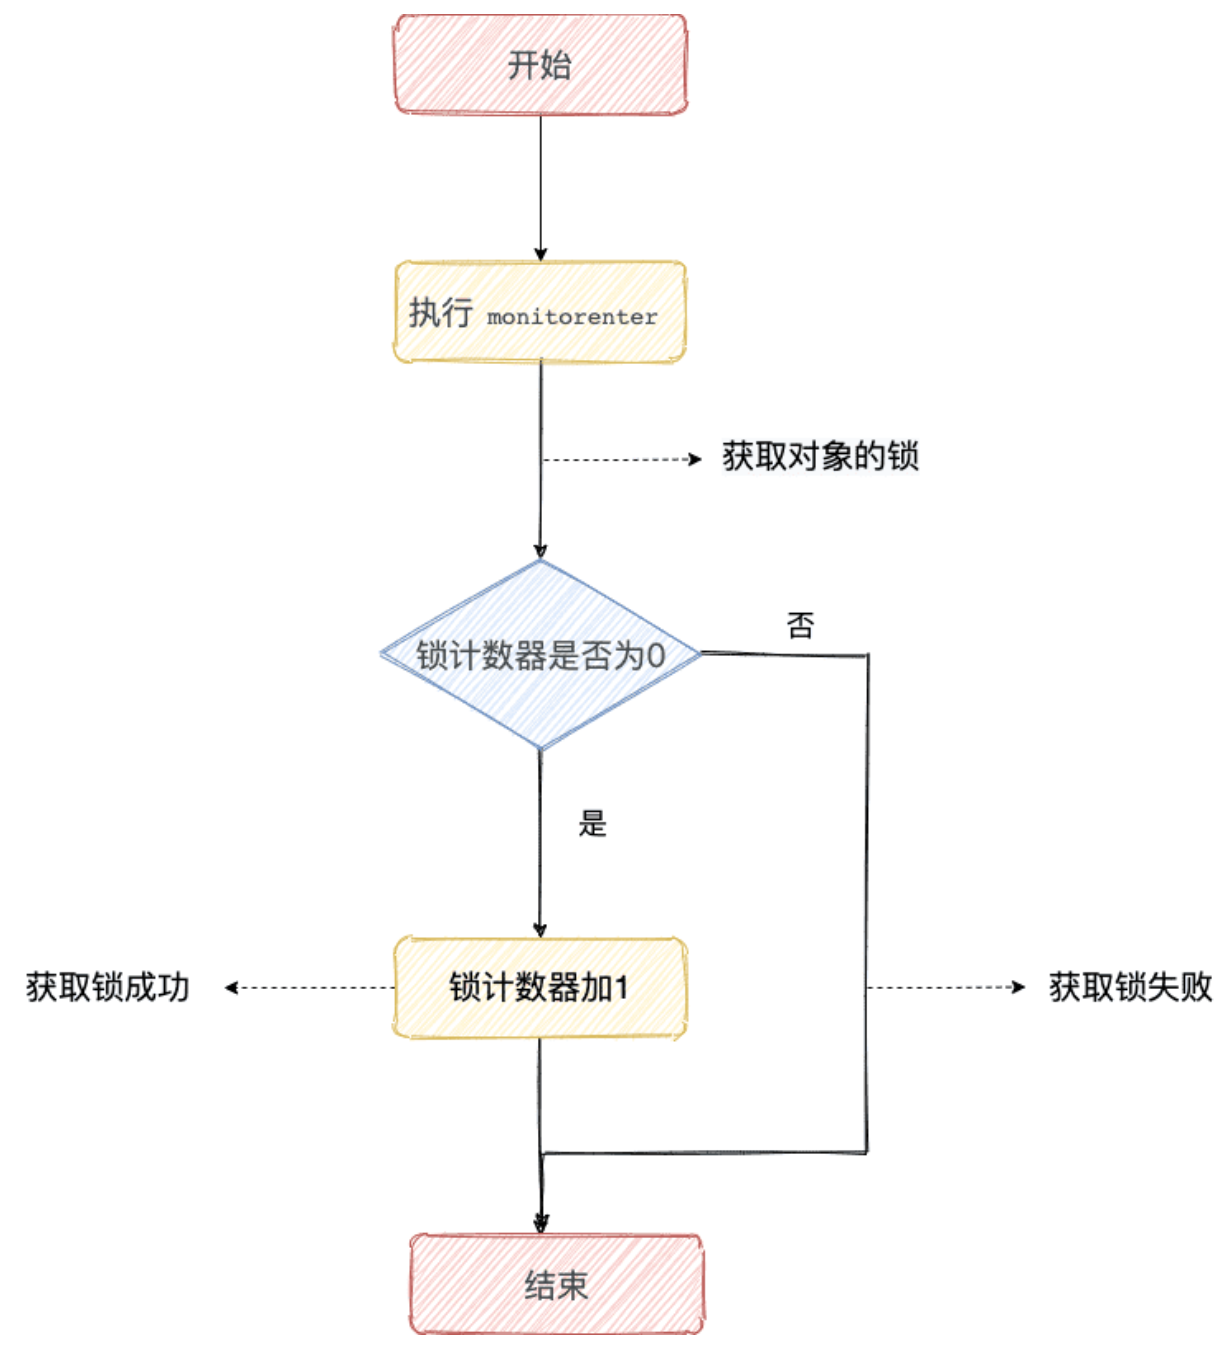 开始
执行 monitorenter
获取对象的锁
锁计数器是否为0
否
是
获取锁成功
锁计数器加1
获取锁失败
结束